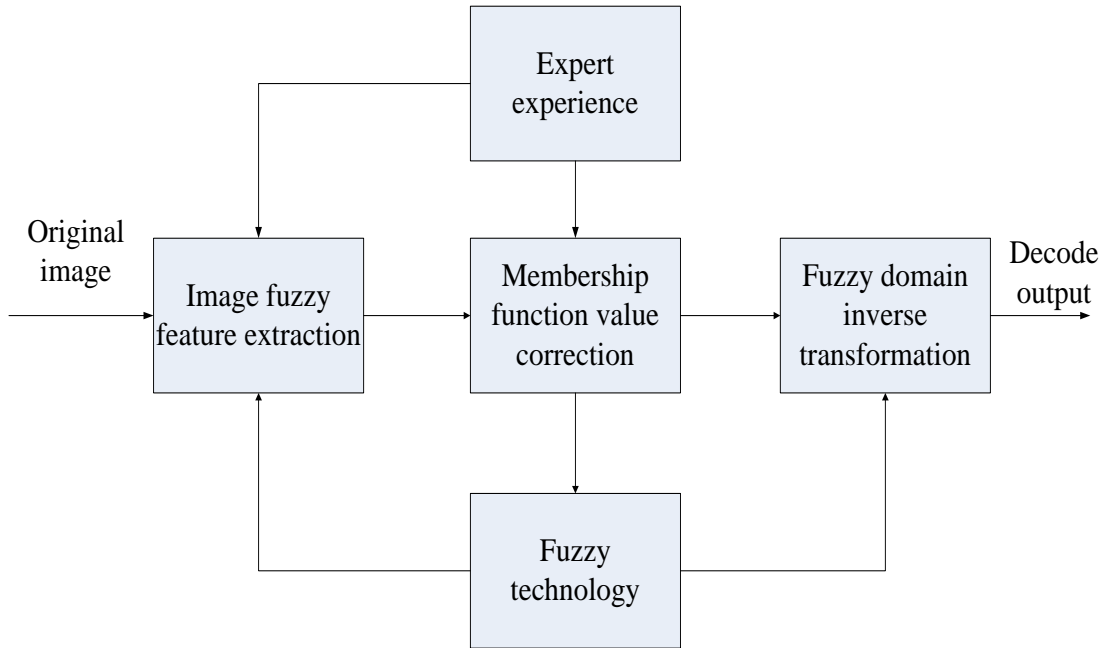 Expert
experience
Original
image
Image fuzzy
feature extraction
Membership
function value
correction
Fuzzy domain
inverse
transformation
Decode
output
Fuzzy
technology